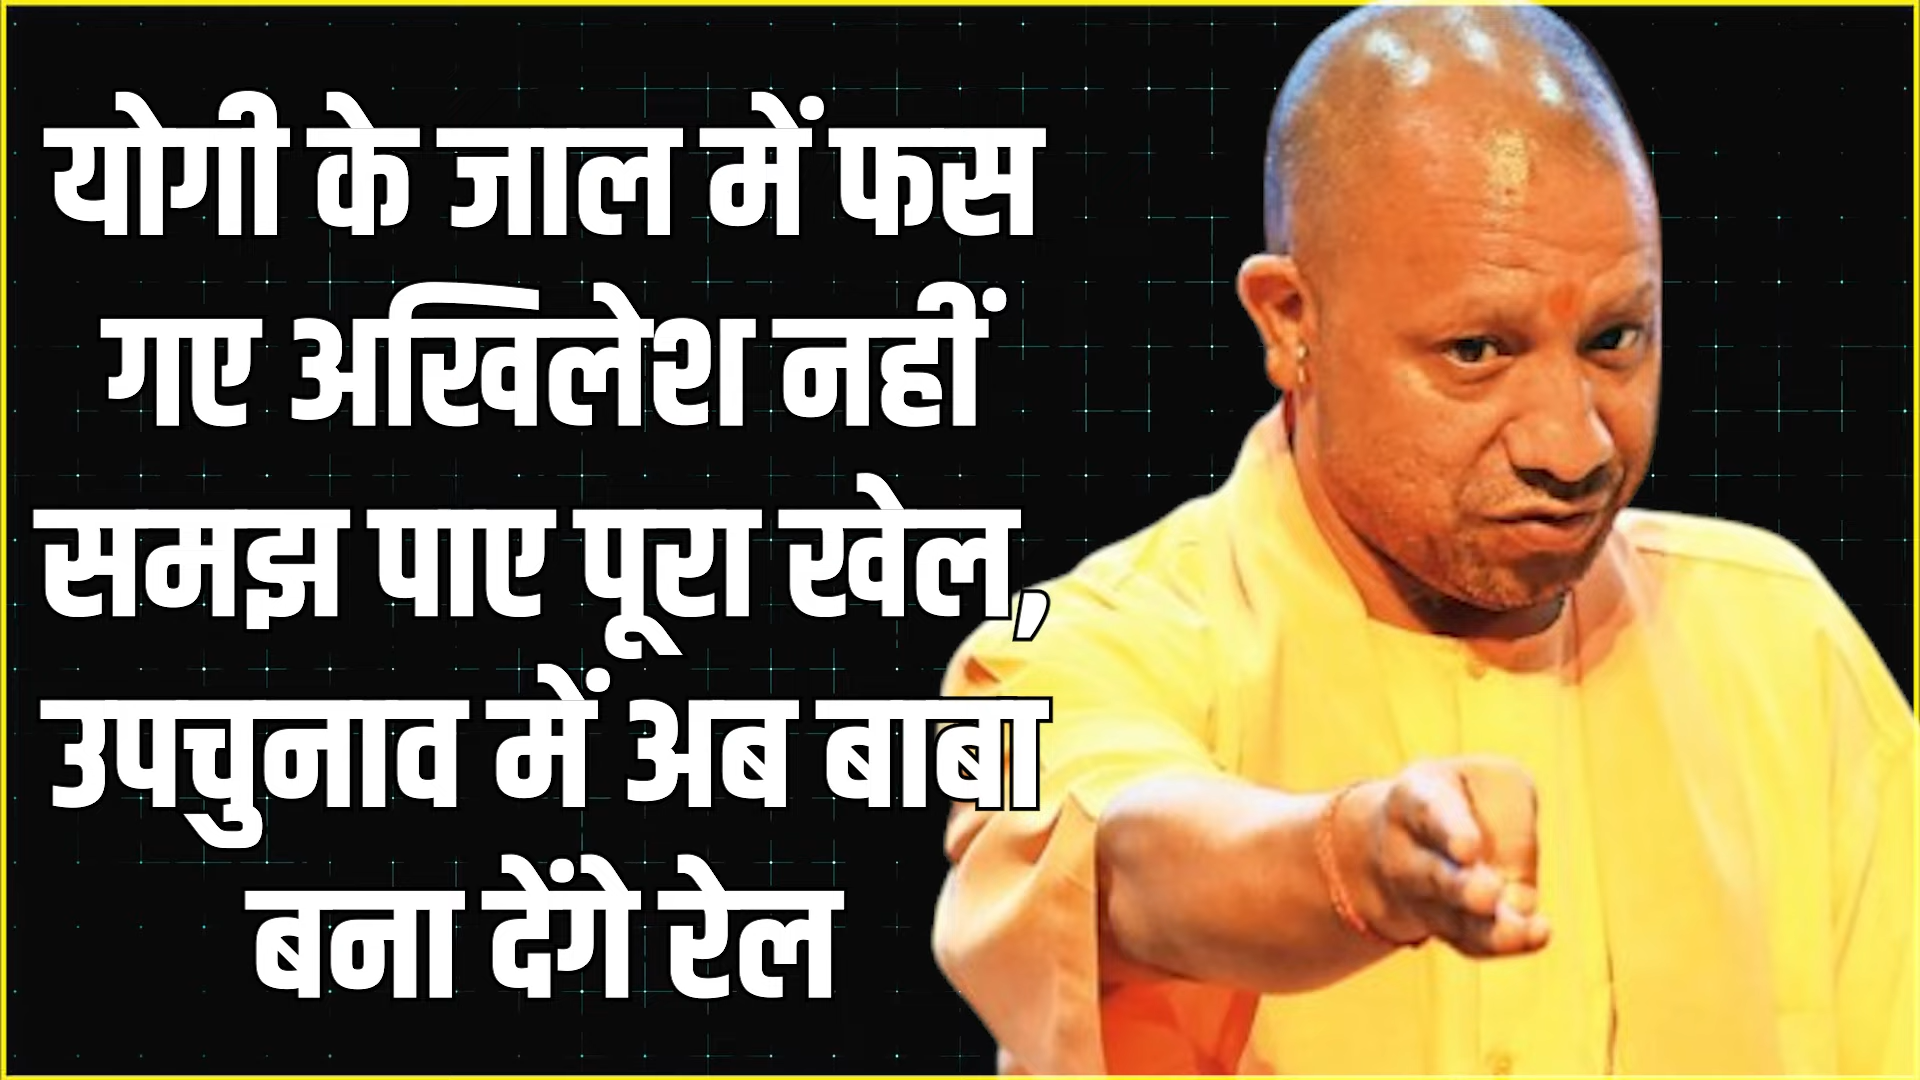 योगी के जाल में फस
गए अखिलेश नहीं
समझ पाए पूरा खेल,
उपचुनाव में अब बाबा
बना देंगे रेल